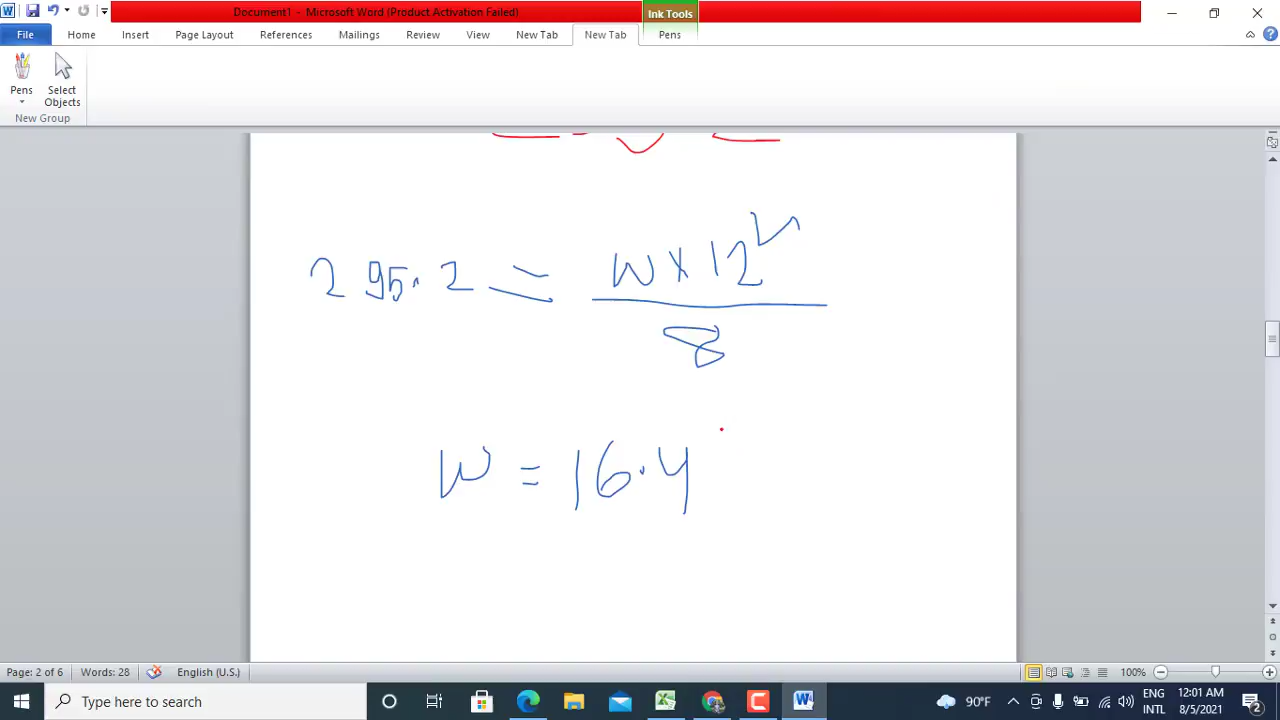 Document1 - Microsoft Word (Product Activation Failed)
Ink Tools
File Home Insert Page Layout References Mailings Review View New Tab New Tab Pens
Pens
Select Objects
New Group
295.2 = w x 12²
8
w = 16.4
Page: 2 of 6 Words: 28 English (U.S.) 100%
Type here to search
90°F
ENG
INTL
12:01 AM
8/5/2021
2